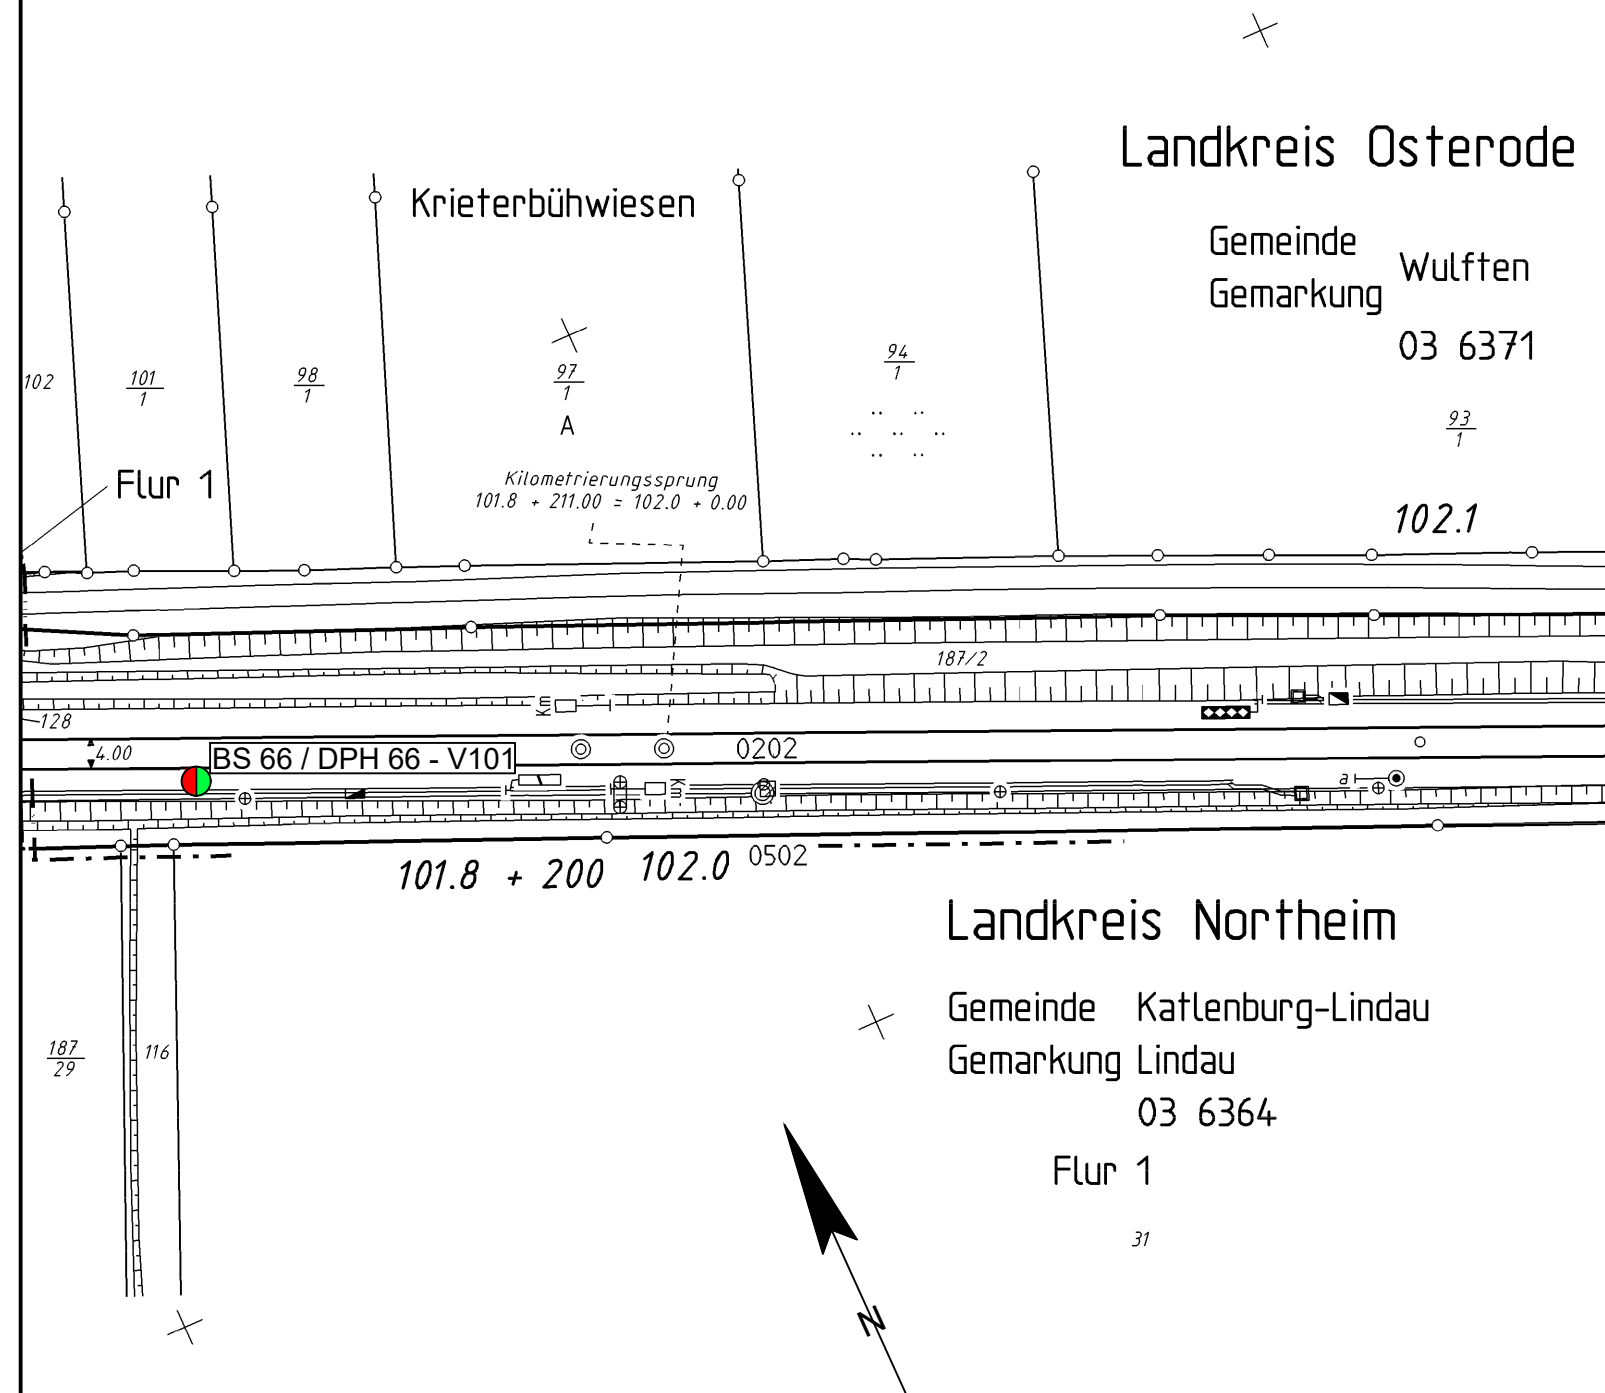 Landkreis Osterode
Krieterbühwiesen
Gemeinde
Wulften
Gemarkung
03 6371
94
1
102
101
1
98
1
97
1
A
93
1
Flur 1
Kilometrierungssprung
101.8 + 211.00 = 102.0 + 0.00
102.1
187/2
Km
128
4.00
BS 66 / DPH 66 - V101
0202
Km
a
101.8 + 200
102.0
0502
Landkreis Northeim
Gemeinde Katlenburg-Lindau
Gemarkung Lindau
03 6364
187
29
116
Flur 1
31
N